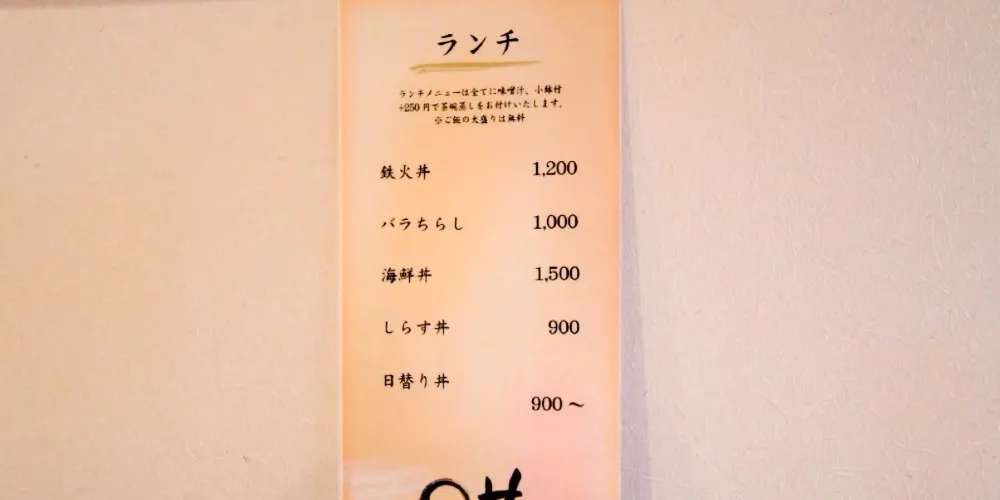 ランチ
ランチメニューは全てに味噌汁、小鉢付
+250円で茶碗蒸しをお付けいたします。
※ご飯の大盛りは無料
鉄火丼 1,200
バラちらし 1,000
海鮮丼 1,500
しらす丼 900
日替り丼
900～